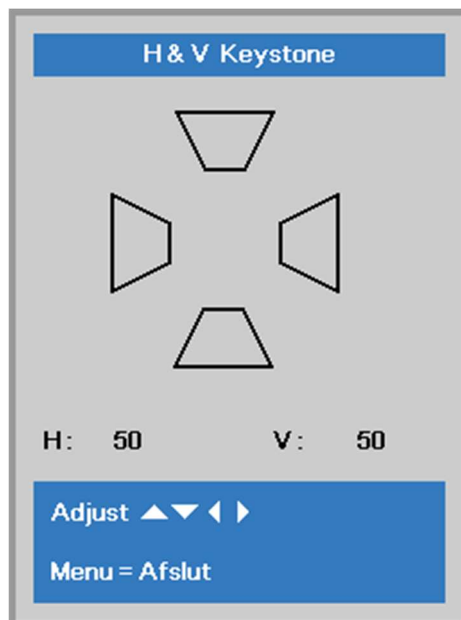 H & V Keystone
H: 50 V: 50
Adjust ▲▼◀▶
Menu = Afslut